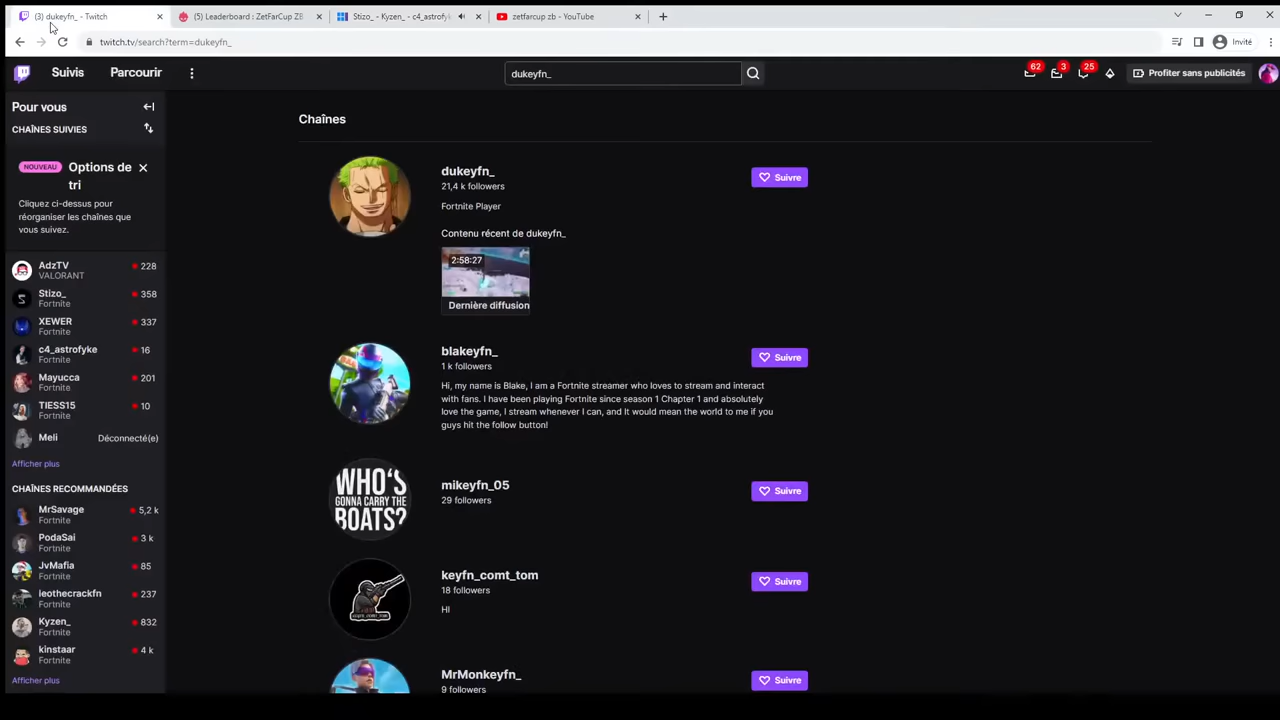 (3) dukeyfn_ - Twitch
(5) Leaderboard : ZetFarCup ZB
Stizo_ - Kyzen_ - c4_astrofyk
zetfarcup zb - YouTube
twitch.tv/search?term=dukeyfn_
Invité
Suivis
Parcourir
dukeyfn_
62
3
25
Profiter sans publicités
Pour vous
CHAÎNES SUIVIES
NOUVEAU
Options de
tri
Cliquez ci-dessus pour
réorganiser les chaînes que
vous suivez.
AdzTV
228
VALORANT
Stizo_
358
Fortnite
XEWER
337
Fortnite
c4_astrofyke
16
Fortnite
Mayucca
201
Fortnite
TIESS15
10
Fortnite
Meli
Déconnecté(e)
Afficher plus
CHAÎNES RECOMMANDÉES
MrSavage
5,2 k
Fortnite
PodaSai
3 k
Fortnite
JvMafia
85
Fortnite
ieothecrackfn
237
Fortnite
Kyzen_
832
Fortnite
kinstaar
4 k
Fortnite
Afficher plus
Chaînes
dukeyfn_
21,4 k followers
Fortnite Player
Contenu récent de dukeyfn_
2:58:27
Dernière diffusion
Suivre
blakeyfn_
1 k followers
Hi, my name is Blake, I am a Fortnite streamer who loves to stream and interact
with fans. I have been playing Fortnite since season 1 Chapter 1 and absolutely
love the game, I stream whenever I can, and It would mean the world to me if you
guys hit the follow button!
Suivre
WHO'S
GONNA CARRY THE
BOATS?
mikeyfn_05
29 followers
Suivre
keyfn_comt_tom
18 followers
HI
Suivre
MrMonkeyfn_
9 followers
Suivre